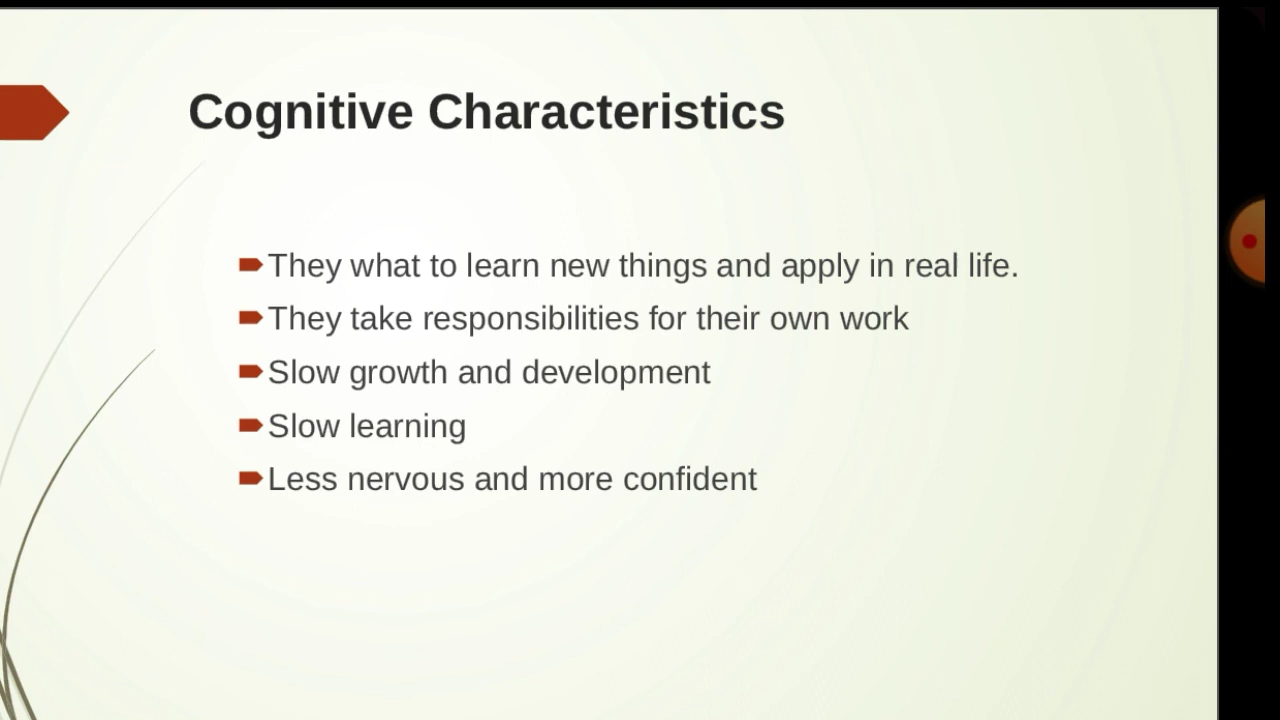 Cognitive Characteristics
They what to learn new things and apply in real life.
They take responsibilities for their own work
Slow growth and development
Slow learning
Less nervous and more confident